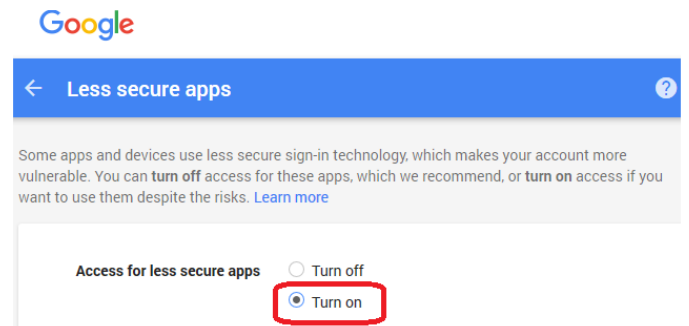 Google
Less secure apps
?
Some apps and devices use less secure sign-in technology, which makes your account more
vulnerable. You can turn off access for these apps, which we recommend, or turn on access if you
want to use them despite the risks. Learn more
Access for less secure apps Turn off
Turn on